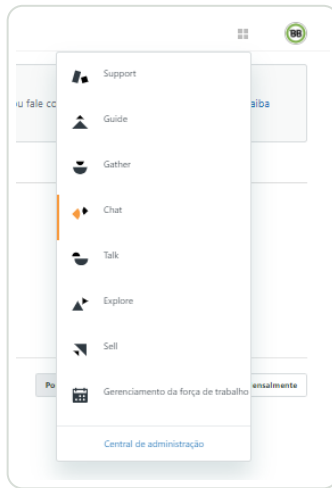 BB
Support
ou fale co
aiba
Guide
Gather
Chat
Talk
Explore
Sell
Po
Gerenciamento da força de trabalho
ensalmente
Central de administração